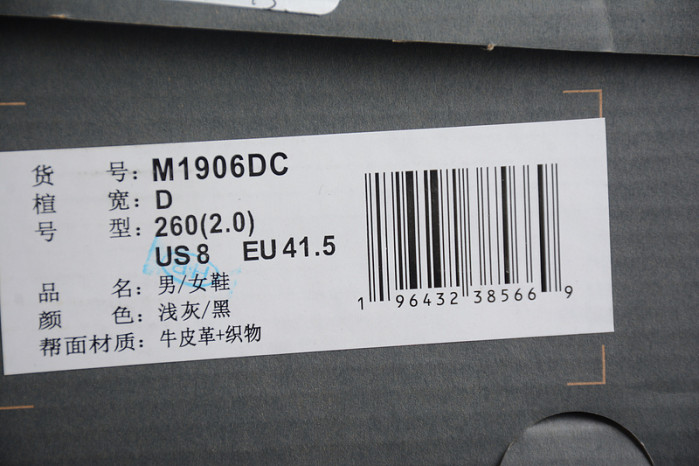 货 号: M1906DC
楦 宽: D
号 型: 260(2.0)
US 8 EU 41.5
品 名: 男/女鞋
颜 色: 浅灰/黑
帮面材质: 牛皮革+织物
1 96432 38566 9